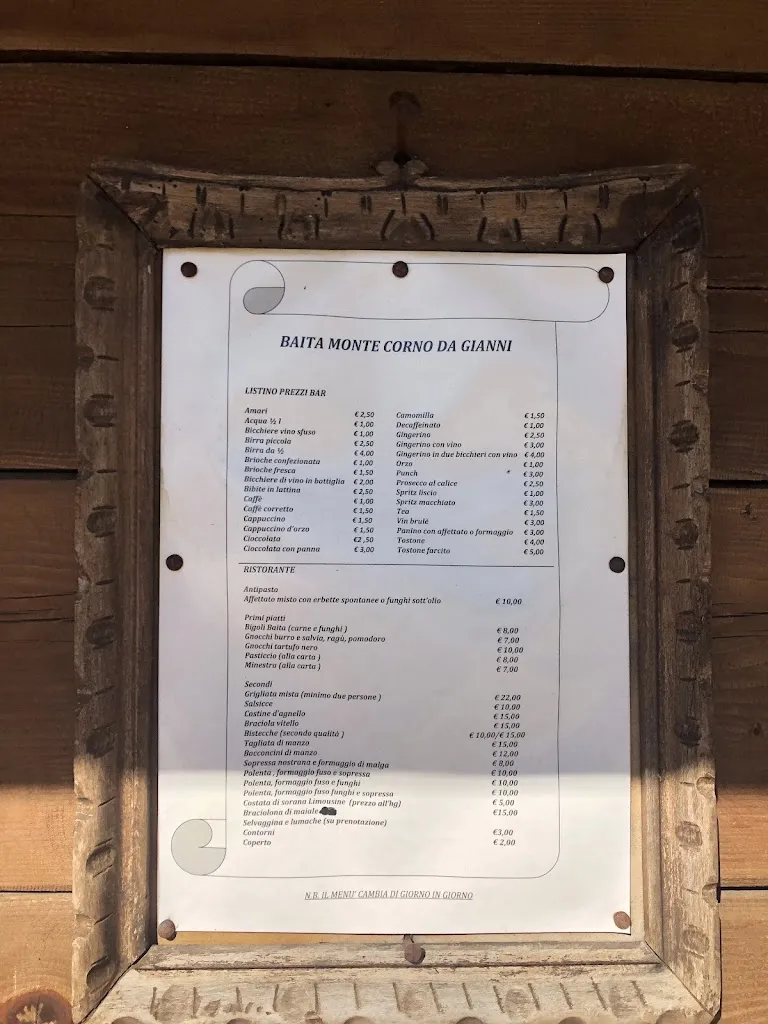 BAITA MONTE CORNO DA GIANNI
LISTINO PREZZI BAR
Amari € 2,50
Acqua ½ l € 1,00
Bicchiere vino sfuso € 1,00
Birra piccola € 2,50
Birra da ½ € 4,00
Brioche confezionata € 1,00
Brioche fresca € 1,50
Bicchiere di vino in bottiglia € 2,00
Bibite in lattina € 2,50
Caffè € 1,00
Caffè corretto € 1,50
Cappuccino € 1,50
Cappuccino d'orzo € 1,50
Cioccolata €2 ,50
Cioccolata con panna € 3,00
Camomilla € 1,50
Decaffeinato € 1,00
Gingerino € 2,50
Gingerino con vino € 3,00
Gingerino in due bicchieri con vino € 4,00
Orzo € 1,00
Punch € 3,00
Prosecco al calice € 2,50
Spritz liscio € 1,00
Spritz macchiato € 3,00
Tea € 1,50
Vin brulè € 3,00
Panino con affettato o formaggio € 3,00
Tostone € 4,00
Tostone farcito € 5,00
RISTORANTE
Antipasto
Affettato misto con erbette spontanee o funghi sott'olio € 10,00
Primi piatti
Bigoli Baita (carne e funghi ) € 8,00
Gnocchi burro e salvia, ragù, pomodoro € 7,00
Gnocchi tartufo nero € 10,00
Pasticcio (alla carta ) € 8,00
Minestra (alla carta ) € 7,00
Secondi
Grigliata mista (minimo due persone ) € 22,00
Salsicce € 10,00
Costine d'agnello € 15,00
Braciola vitello € 15,00
Bistecche (secondo qualità ) € 10,00/€ 15,00
Tagliata di manzo € 15,00
Bocconcini di manzo € 12,00
Sopressa nostrana e formaggio di malga € 8,00
Polenta , formaggio fuso e sopressa € 10,00
Polenta, formaggio fuso e funghi € 10,00
Polenta, formaggio fuso funghi e sopressa € 10,00
Costata di sorana Limousine (prezzo all'hg) € 5,00
Braciolona di maiale €15,00
Selvaggina e lumache (su prenotazione)
Contorni €3,00
Coperto € 2,00
N.B. IL MENU' CAMBIA DI GIORNO IN GIORNO